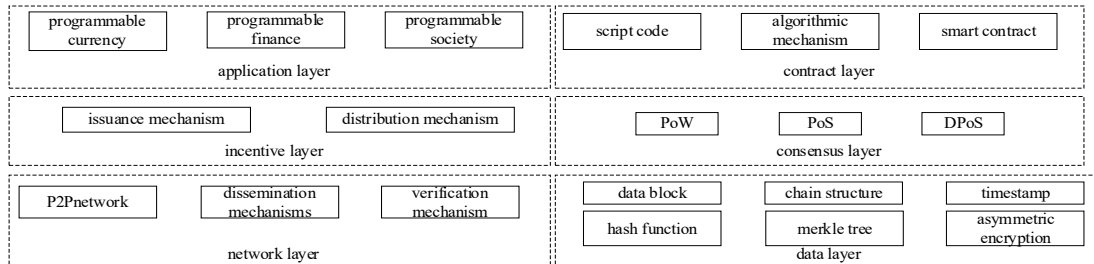 programmable
currency
programmable
finance
programmable
society
application layer
script code
algorithmic
mechanism
smart contract
contract layer
issuance mechanism
distribution mechanism
incentive layer
PoW
PoS
DPoS
consensus layer
P2Pnetwork
dissemination
mechanisms
verification
mechanism
network layer
data block
chain structure
timestamp
hash function
merkle tree
asymmetric
encryption
data layer